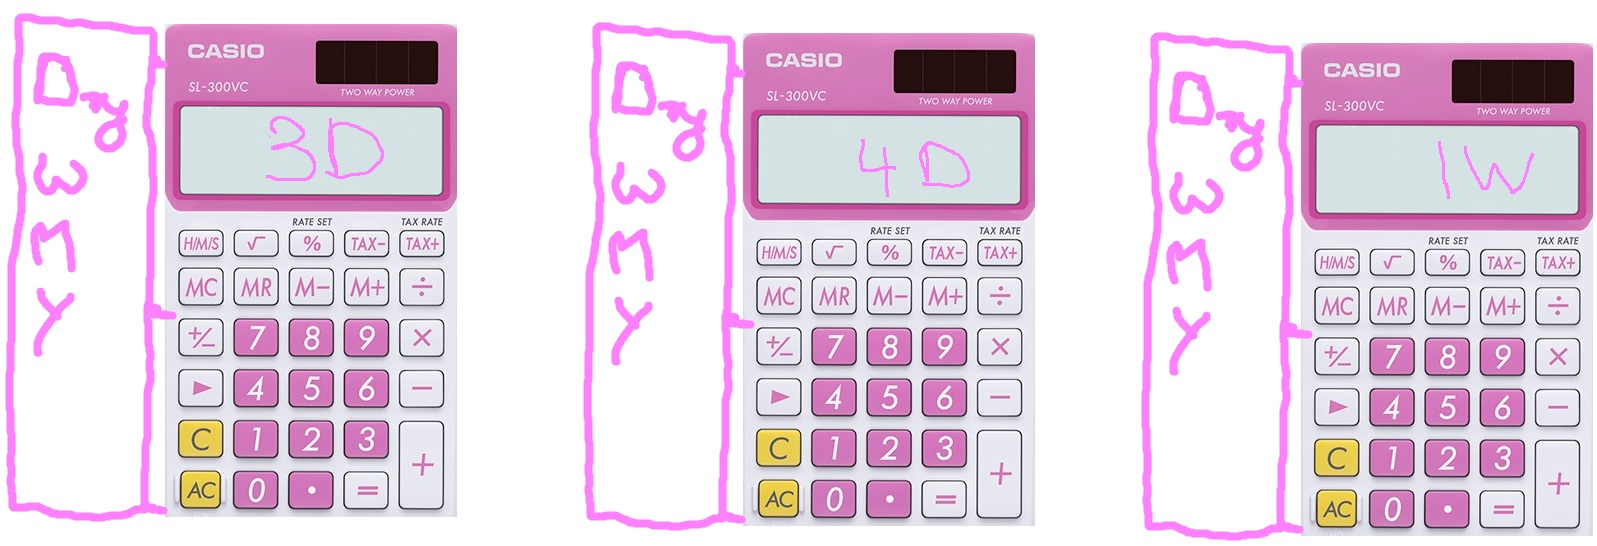 Day
W
M
Y
CASIO
SL-300VC
TWO WAY POWER
3D
RATE SET
TAX RATE
H/M/S √ % TAX− TAX+
MC MR M− M+ ÷
+/− 7 8 9 ×
▶ 4 5 6 −
C 1 2 3 +
AC 0 • =
Day
W
M
Y
CASIO
SL-300VC
TWO WAY POWER
4D
RATE SET
TAX RATE
H/M/S √ % TAX− TAX+
MC MR M− M+ ÷
+/− 7 8 9 ×
▶ 4 5 6 −
C 1 2 3 +
AC 0 • =
Day
W
M
Y
CASIO
SL-300VC
TWO WAY POWER
1W
RATE SET
TAX RATE
H/M/S √ % TAX− TAX+
MC MR M− M+ ÷
+/− 7 8 9 ×
▶ 4 5 6 −
C 1 2 3 +
AC 0 • =